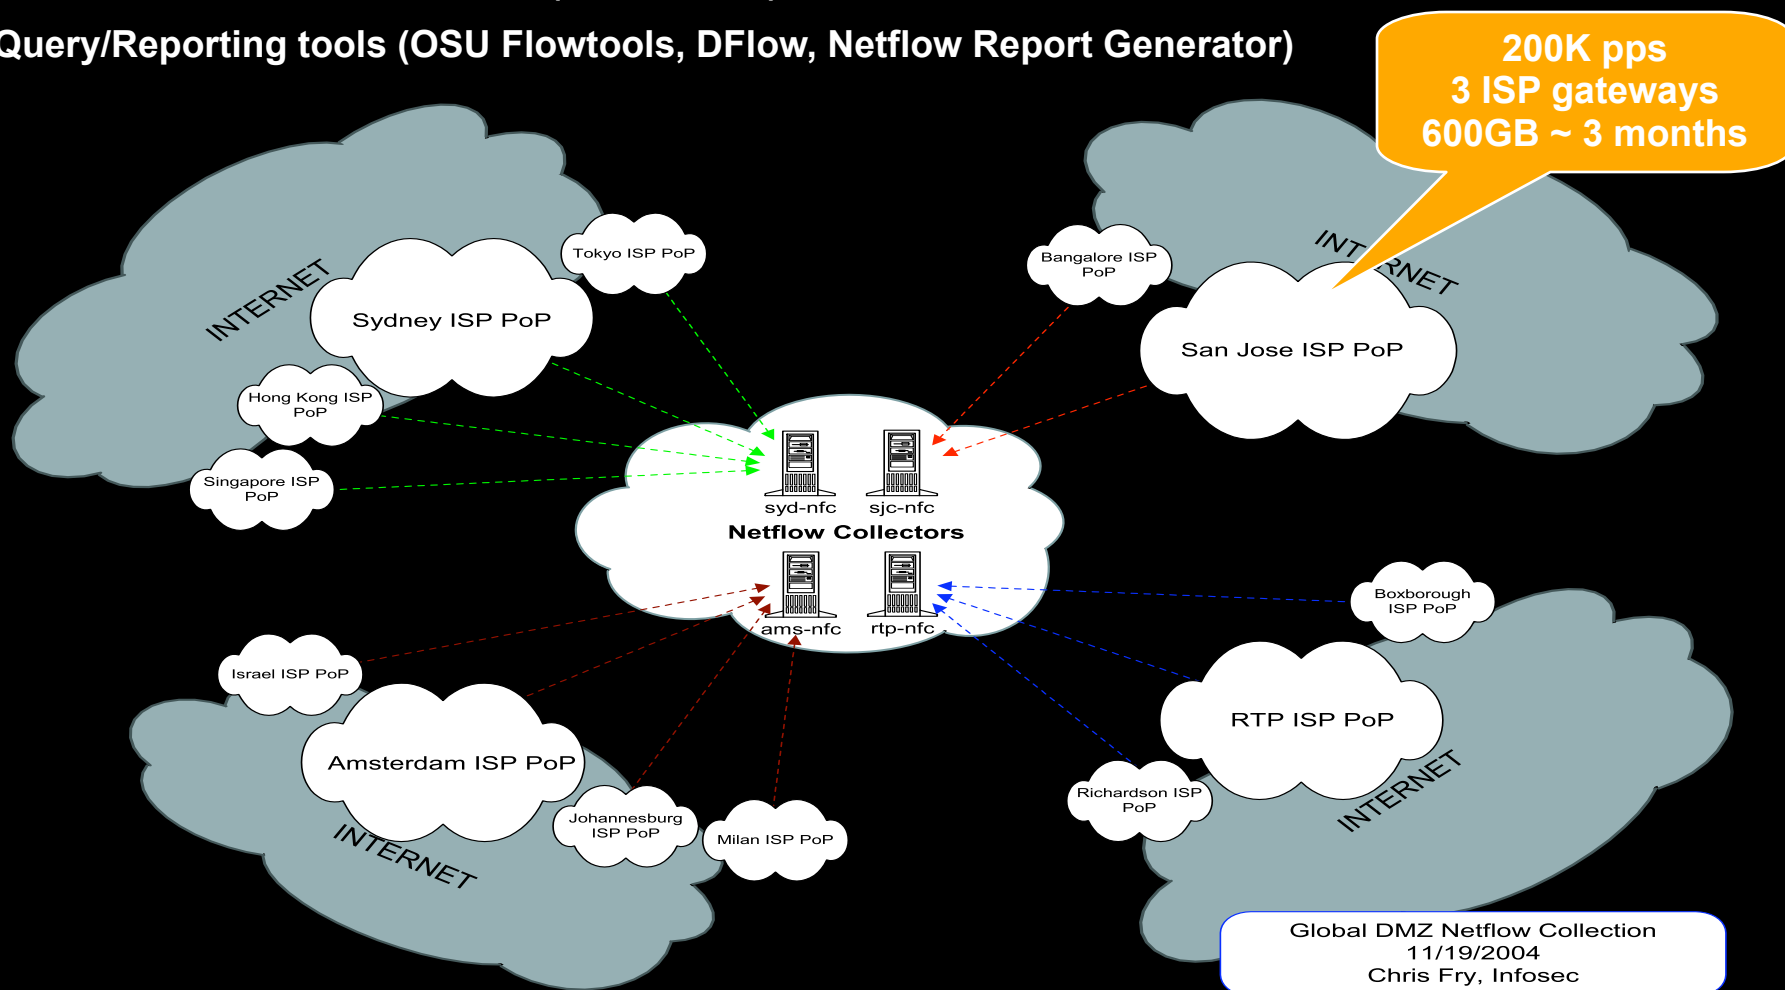 Query/Reporting tools (OSU Flowtools, DFlow, Netflow Report Generator)
200K pps
3 ISP gateways
600GB ~ 3 months
INTERNET
Tokyo ISP PoP
Sydney ISP PoP
Hong Kong ISP
PoP
Singapore ISP
PoP
INTERNET
Bangalore ISP
PoP
San Jose ISP PoP
syd-nfc
sjc-nfc
Netflow Collectors
ams-nfc
rtp-nfc
Israel ISP PoP
Amsterdam ISP PoP
Johannesburg
ISP PoP
Milan ISP PoP
INTERNET
Boxborough
ISP PoP
RTP ISP PoP
Richardson ISP
PoP
INTERNET
Global DMZ Netflow Collection
11/19/2004
Chris Fry, Infosec